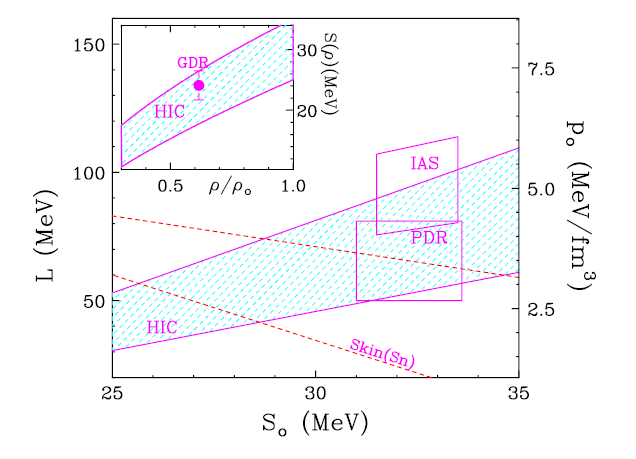 150
100
50
L (MeV)
25
30
35
S₀ (MeV)
7.5
5.0
2.5
p₀ (MeV/fm³)
GDR
HIC
0.5
ρ/ρ₀
1.0
30
20
S(ρ)(MeV)
IAS
PDR
HIC
Skin(Sn)